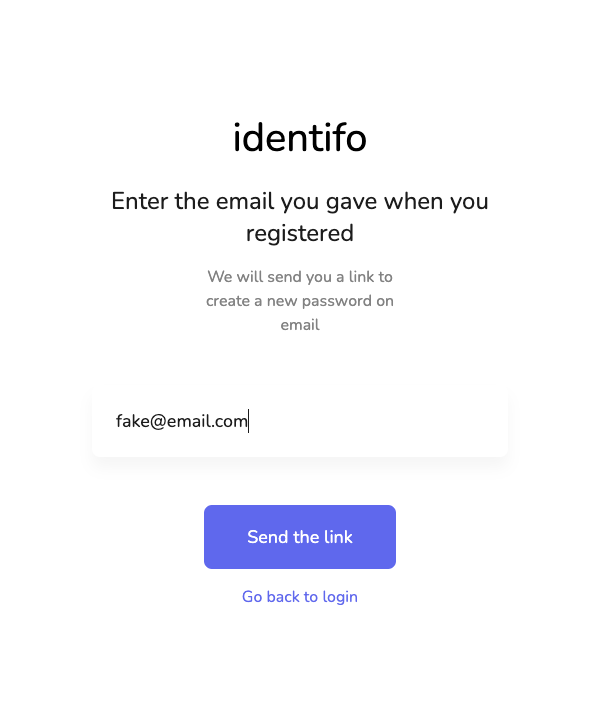 identifo
Enter the email you gave when you
registered
We will send you a link to
create a new password on
email
fake@email.com
Send the link
Go back to login